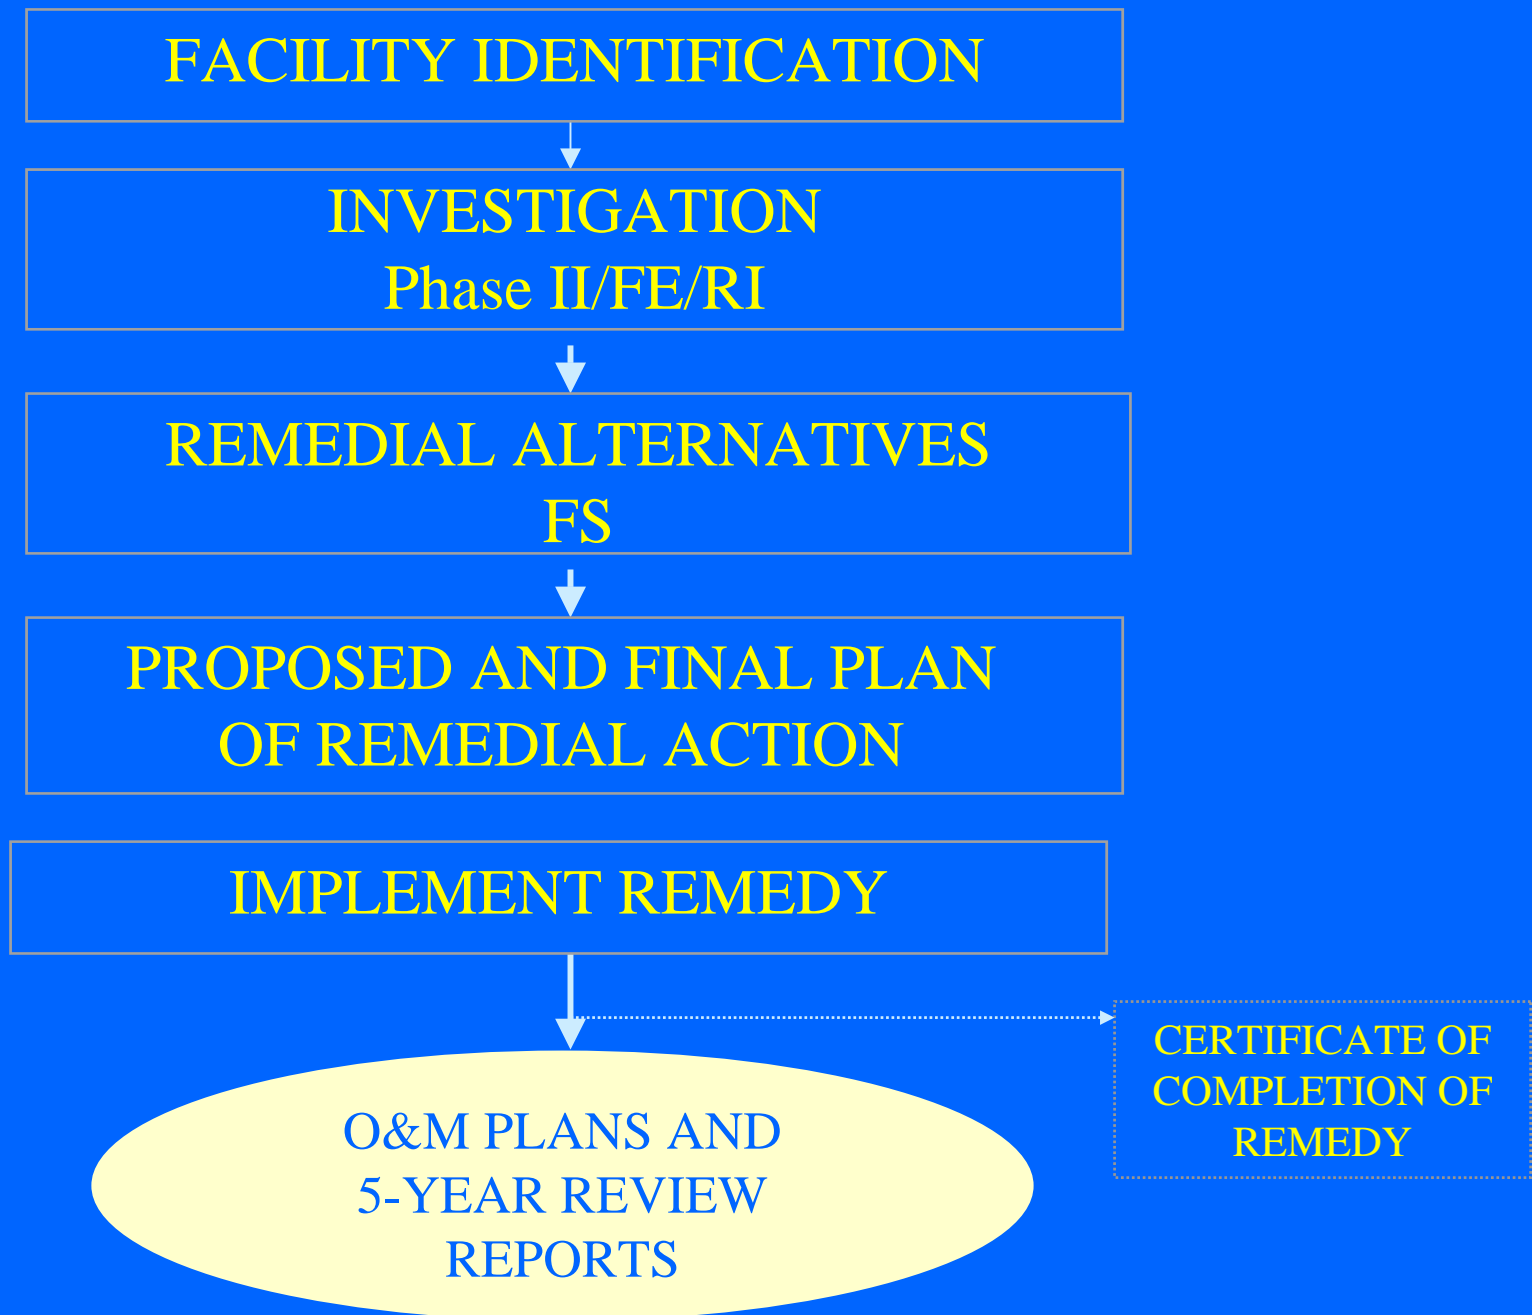 FACILITY IDENTIFICATION
INVESTIGATION
Phase II/FE/RI
REMEDIAL ALTERNATIVES
FS
PROPOSED AND FINAL PLAN
OF REMEDIAL ACTION
IMPLEMENT REMEDY
CERTIFICATE OF
COMPLETION OF
REMEDY
O&M PLANS AND
5-YEAR REVIEW
REPORTS